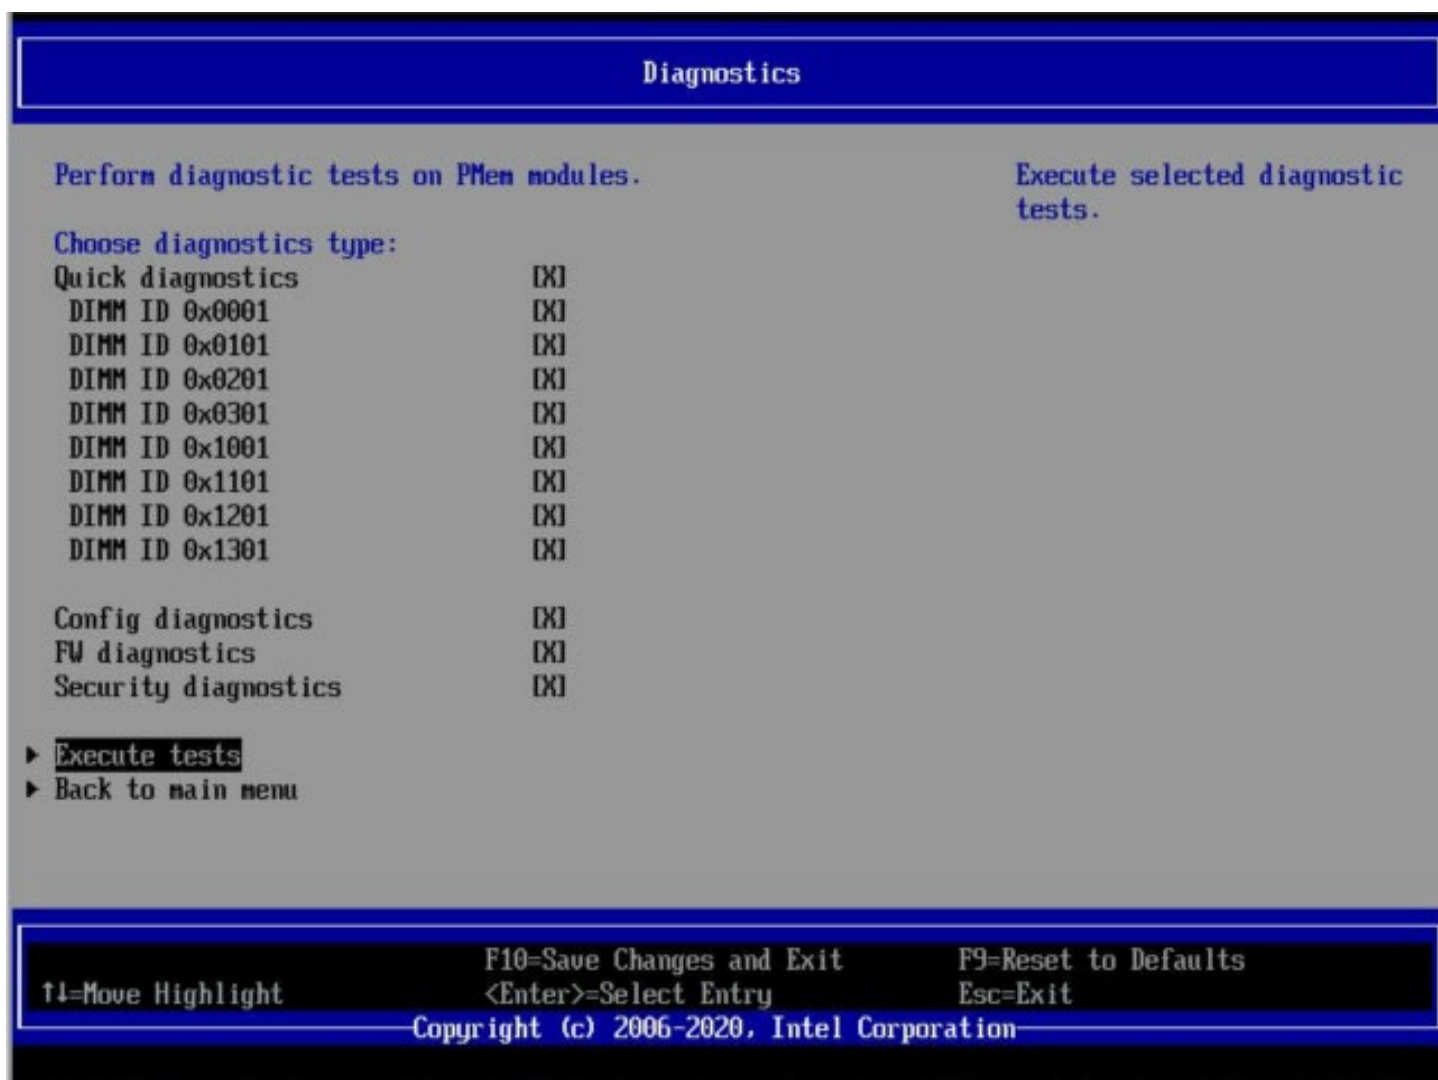 Diagnostics
Perform diagnostic tests on PMem modules.
Execute selected diagnostic
tests.
Choose diagnostics type:
Quick diagnostics [X]
DIMM ID 0x0001 [X]
DIMM ID 0x0101 [X]
DIMM ID 0x0201 [X]
DIMM ID 0x0301 [X]
DIMM ID 0x1001 [X]
DIMM ID 0x1101 [X]
DIMM ID 0x1201 [X]
DIMM ID 0x1301 [X]
Config diagnostics [X]
FW diagnostics [X]
Security diagnostics [X]
▶ Execute tests
▶ Back to main menu
F10=Save Changes and Exit F9=Reset to Defaults
↑↓=Move Highlight <Enter>=Select Entry Esc=Exit
Copyright (c) 2006-2020, Intel Corporation